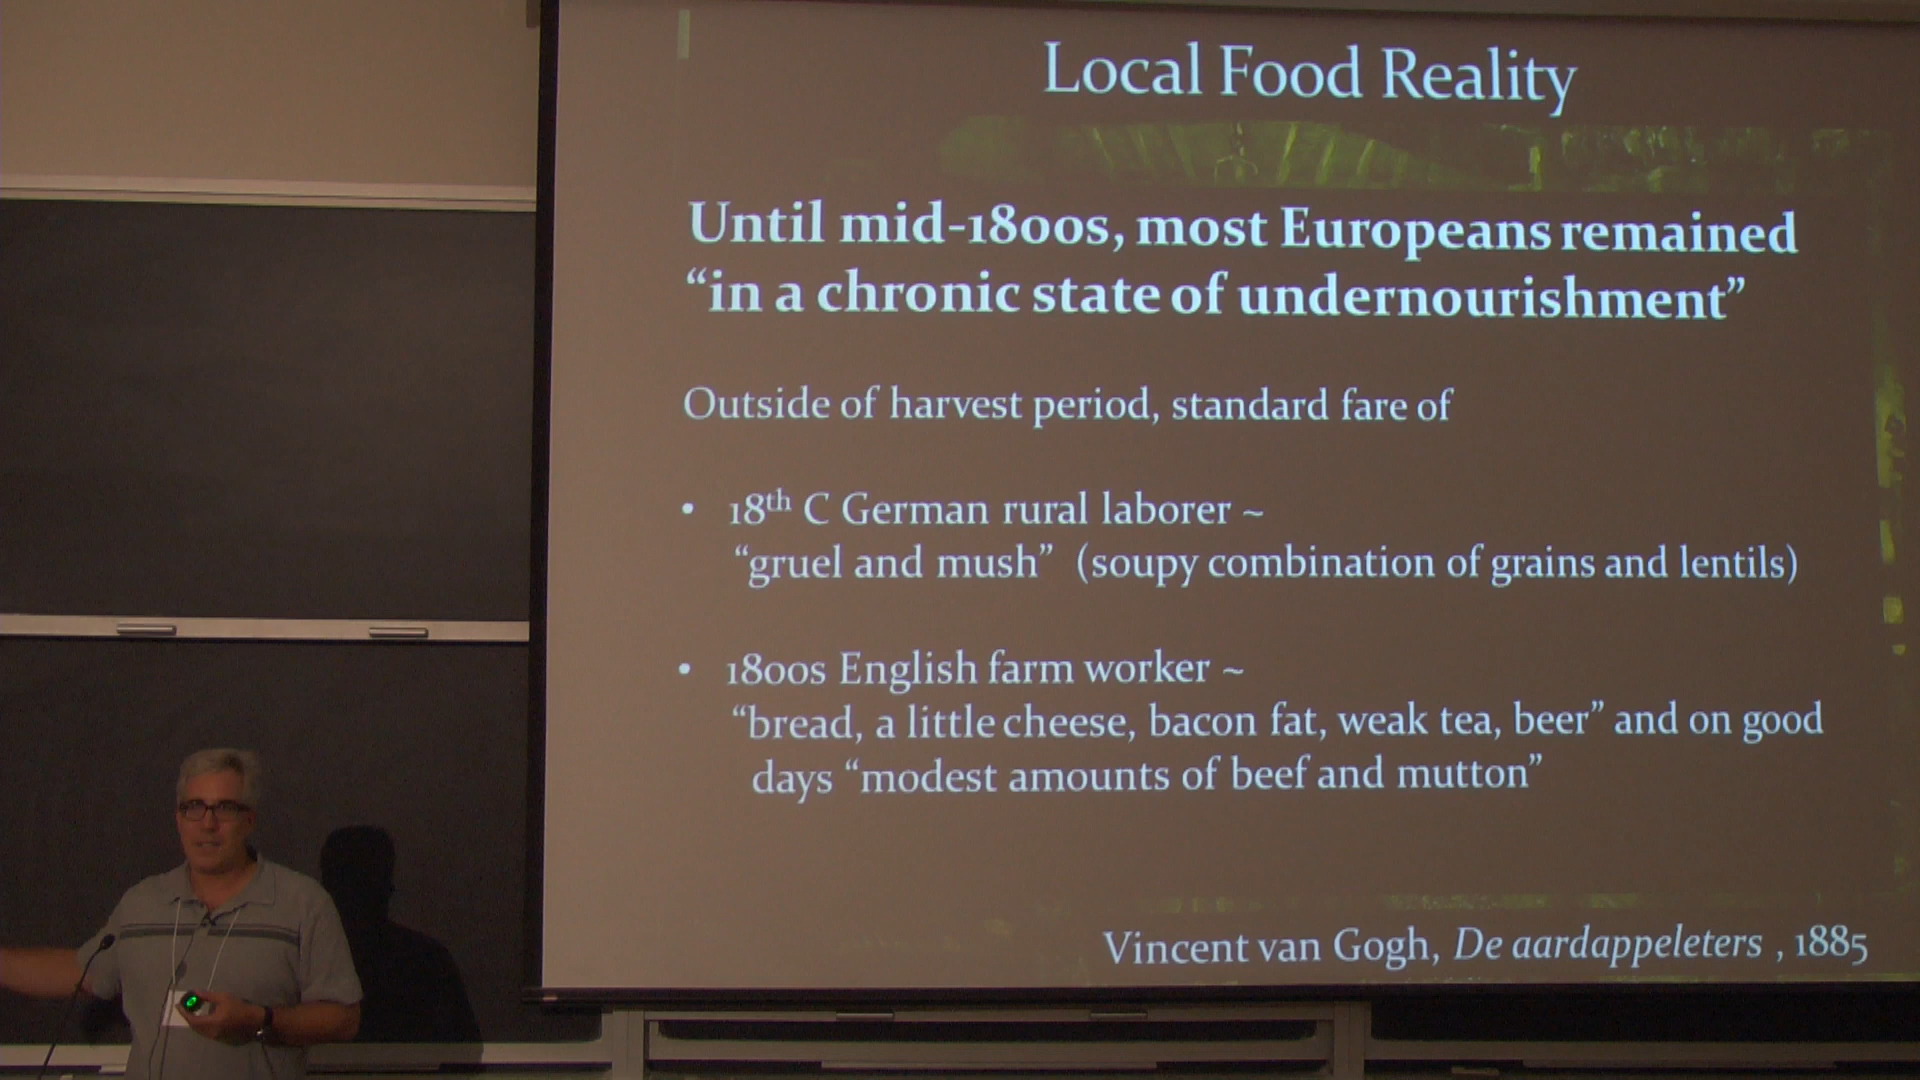 Local Food Reality
Until mid-1800s, most Europeans remained
“in a chronic state of undernourishment”
Outside of harvest period, standard fare of
• 18th C German rural laborer ~
“gruel and mush” (soupy combination of grains and lentils)
• 1800s English farm worker ~
“bread, a little cheese, bacon fat, weak tea, beer” and on good
days “modest amounts of beef and mutton”
Vincent van Gogh, De aardappeleters , 1885